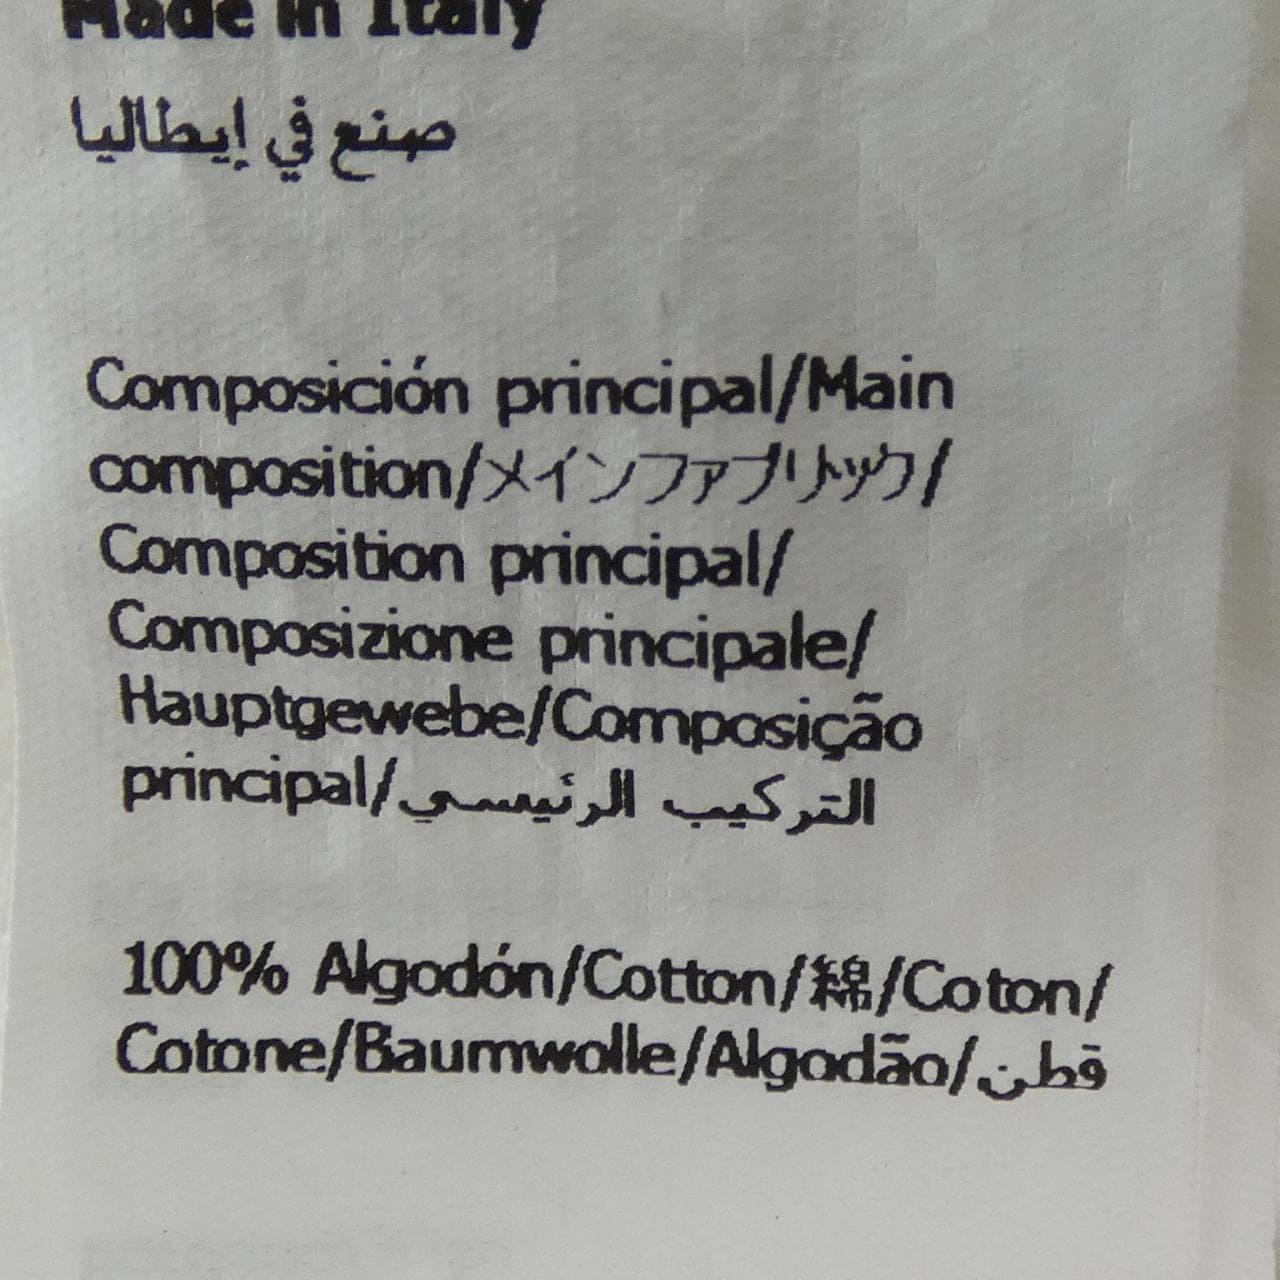 Made in Italy
صنع في إيطاليا
Composición principal/Main
composition/メインファブリック/
Composition principal/
Composizione principale/
Hauptgewebe/Composição
principal/التركيب الرئيسي
100% Algodón/Cotton/綿/Coton/
Cotone/Baumwolle/Algodão/قطن